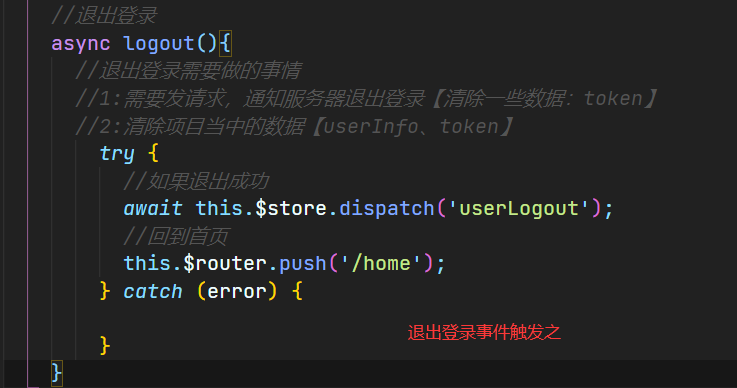 //退出登录
async logout(){
//退出登录需要做的事情
//1:需要发请求，通知服务器退出登录【清除一些数据：token】
//2:清除项目当中的数据【userInfo、token】
try {
//如果退出成功
await this.$store.dispatch('userLogout');
//回到首页
this.$router.push('/home');
} catch (error) {
退出登录事件触发之
}
}